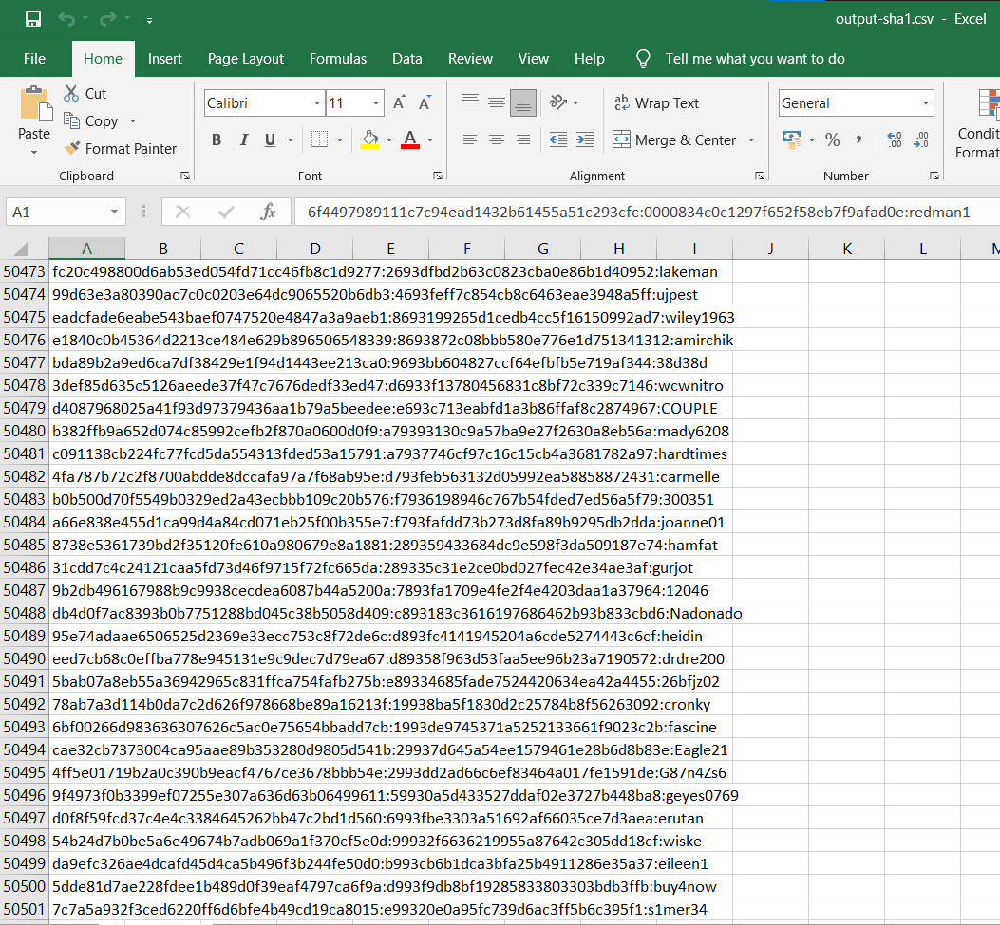 output-sha1.csv - Excel
File Home Insert Page Layout Formulas Data Review View Help Tell me what you want to do
Paste
Cut
Copy
Format Painter
Clipboard
Calibri 11
B I U
Font
ab c Wrap Text
Merge & Center
Alignment
General
% , .0 .00 .00 .0
Number
Condit
Format
A1 fx 6f4497989111c7c94ead1432b61455a51c293cfc:0000834c0c1297f652f58eb7f9afad0e:redman1
A B C D E F G H I J K L M
50473 fc20c498800d6ab53ed054fd71cc46fb8c1d9277:2693dfbd2b63c0823cba0e86b1d40952:lakeman
50474 99d63e3a80390ac7c0c0203e64dc9065520b6db3:4693feff7c854cb8c6463eae3948a5ff:ujpest
50475 eadcfade6eabe543baef0747520e4847a3a9aeb1:8693199265d1cedb4cc5f16150992ad7:wiley1963
50476 e1840c0b45364d2213ce484e629b896506548339:8693872c08bbb580e776e1d751341312:amirchik
50477 bda89b2a9ed6ca7df38429e1f94d1443ee213ca0:9693bb604827ccf64efbfb5e719af344:38d38d
50478 3def85d635c5126aeede37f47c7676dedf33ed47:d6933f13780456831c8bf72c339c7146:wcwnitro
50479 d4087968025a41f93d97379436aa1b79a5beedee:e693c713eabfd1a3b86ffaf8c2874967:COUPLE
50480 b382ffb9a652d074c85992cefb2f870a0600d0f9:a79393130c9a57ba9e27f2630a8eb56a:mady6208
50481 c091138cb224fc77fcd5da554313fded53a15791:a7937746cf97c16c15cb4a3681782a97:hardtimes
50482 4fa787b72c2f8700abdde8dccafa97a7f68ab95e:d793feb563132d05992ea58858872431:carmelle
50483 b0b500d70f5549b0329ed2a43ecbbb109c20b576:f7936198946c767b54fded7ed56a5f79:300351
50484 a66e838e455d1ca99d4a84cd071eb25f00b355e7:f793fafdd73b273d8fa89b9295db2dda:joanne01
50485 8738e5361739bd2f35120fe610a980679e8a1881:289359433684dc9e598f3da509187e74:hamfat
50486 31cdd7c4c24121caa5fd73d46f9715f72fc665da:289335c31e2ce0bd027fec42e34ae3af:gurjot
50487 9b2db496167988b9c9938cecdea6087b44a5200a:7893fa1709e4fe2f4e4203daa1a37964:12046
50488 db4d0f7ac8393b0b7751288bd045c38b5058d409:c893183c3616197686462b93b833cbd6:Nadonado
50489 95e74adaae6506525d2369e33ecc753c8f72de6c:d893fc4141945204a6cde5274443c6cf:heidin
50490 eed7cb68c0effba778e945131e9c9dec7d79ea67:d89358f963d53faa5ee96b23a7190572:drdre200
50491 5bab07a8eb55a36942965c831ffca754fafb275b:e89334685fade7524420634ea42a4455:26bfjz02
50492 78ab7a3d114b0da7c2d626f978668be89a16213f:19938ba5f1830d2c25784b8f56263092:cronky
50493 6bf00266d983636307626c5ac0e75654bbadd7cb:1993de9745371a5252133661f9023c2b:fascine
50494 cae32cb7373004ca95aae89b353280d9805d541b:29937d645a54ee1579461e28b6d8b83e:Eagle21
50495 4ff5e01719b2a0c390b9eacf4767ce3678bbb54e:2993dd2ad66c6ef83464a017fe1591de:G87n4Zs6
50496 9f4973f0b3399ef07255e307a636d63b06499611:59930a5d433527ddaf02e3727b448ba8:geyes0769
50497 d0f8f59fcd37c4e4c3384645262bb47c2bd1d560:6993fbe3303a51692af66035ce7d3aea:erutan
50498 54b24d7b0be5a6e49674b7adb069a1f370cf5e0d:99932f6636219955a87642c305dd18cf:wiske
50499 da9efc326ae4dcafd45d4ca5b496f3b244fe50d0:b993cb6b1dca3bfa25b4911286e35a37:eileen1
50500 5dde81d7ae228fdee1b489d0f39eaf4797ca6f9a:d993f9db8bf19285833803303bdb3ffb:buy4now
50501 7c7a5a932f3ced6220ff6d6bfe4b49cd19ca8015:e99320e0a95fc739d6ac3ff5b6c395f1:s1mer34